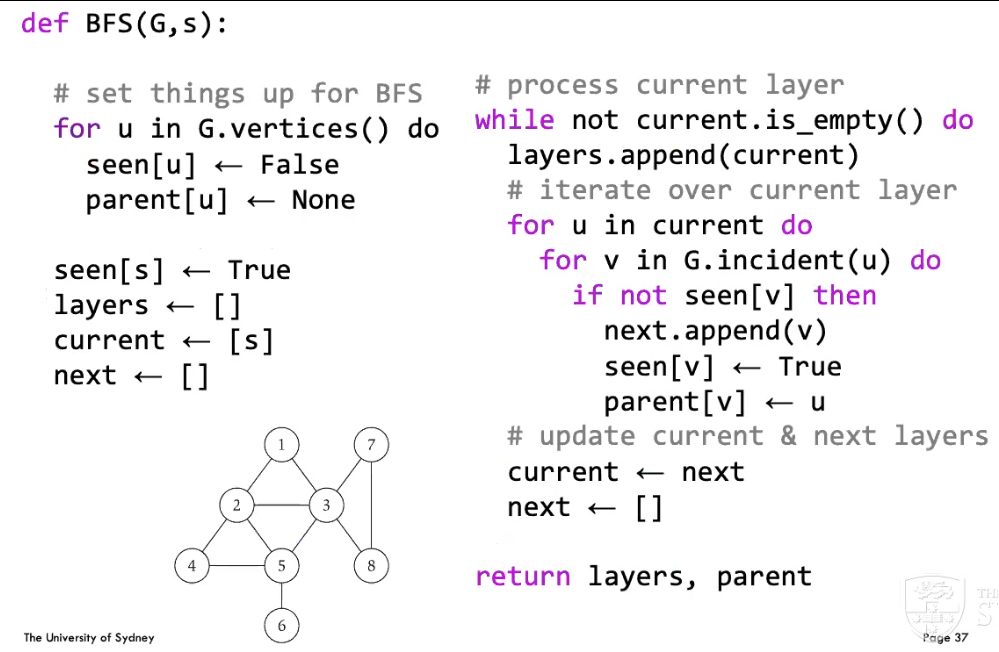 def BFS(G,s):
# set things up for BFS
for u in G.vertices() do
seen[u] ← False
parent[u] ← None
seen[s] ← True
layers ← []
current ← [s]
next ← []
# process current layer
while not current.is_empty() do
layers.append(current)
# iterate over current layer
for u in current do
for v in G.incident(u) do
if not seen[v] then
next.append(v)
seen[v] ← True
parent[v] ← u
# update current & next layers
current ← next
next ← []
return layers, parent
1 7
2 3
4 5 8
6
The University of Sydney
Page 37